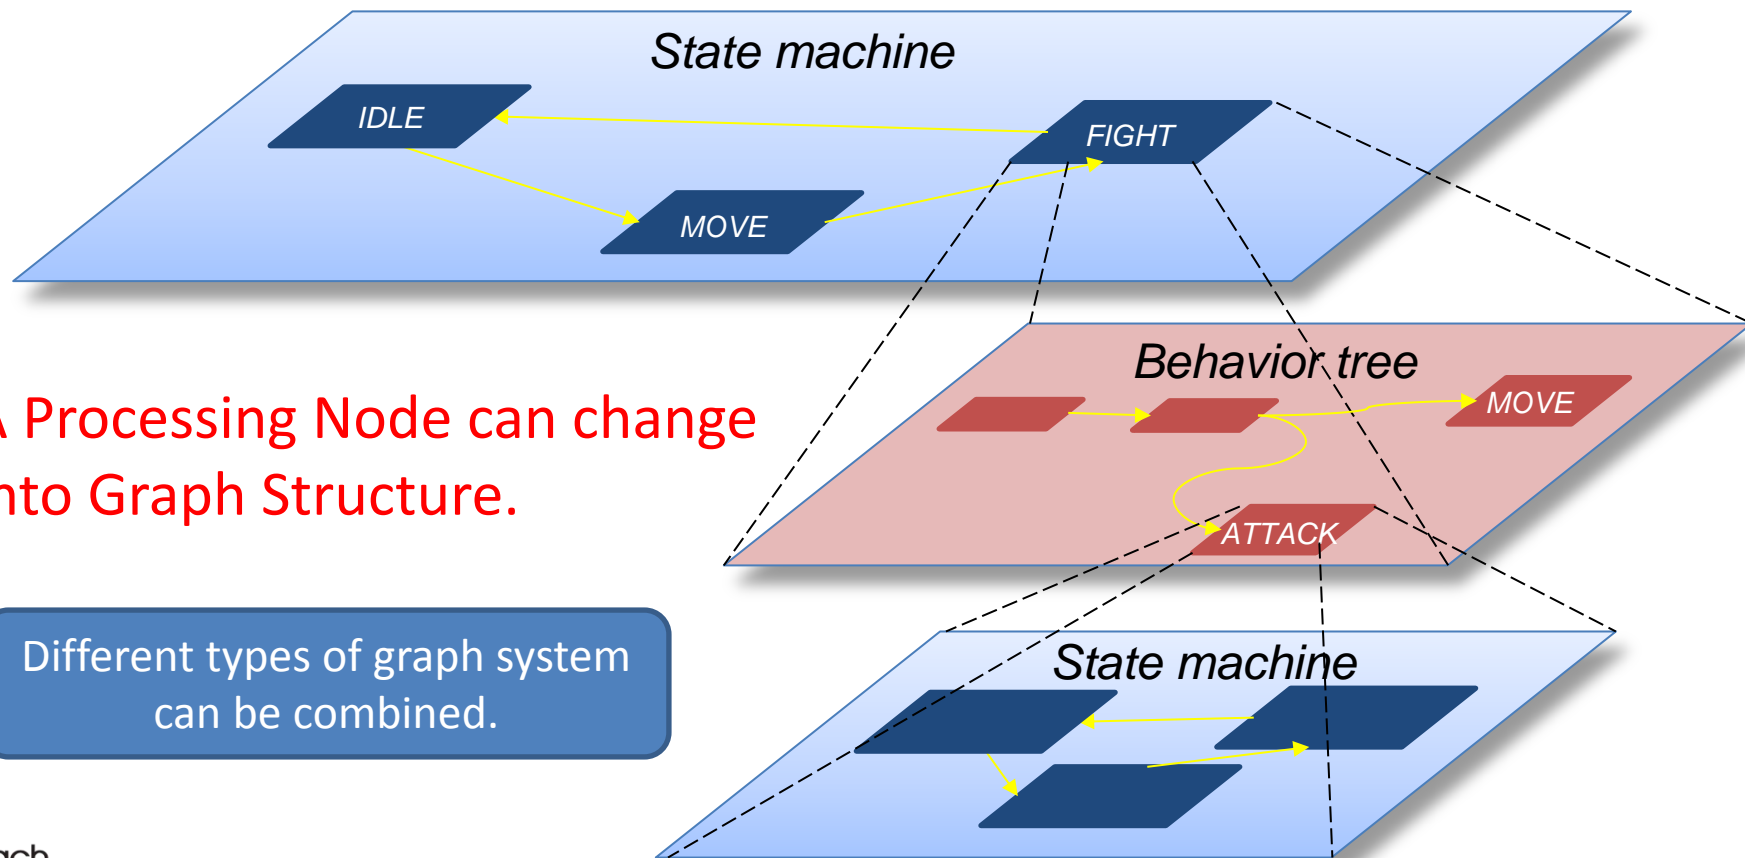 State machine
IDLE
FIGHT
MOVE
Behavior tree
MOVE
A Processing Node can change
into Graph Structure.
ATTACK
Different types of graph system
can be combined.
State machine